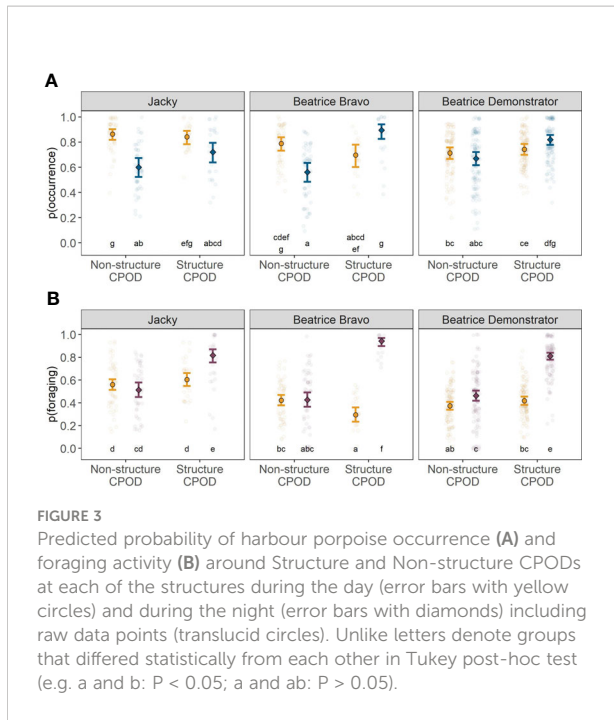 A
Jacky
Beatrice Bravo
Beatrice Demonstrator
p(occurrence)
1.0
0.8
0.6
0.4
0.2
0.0
g ab efg abcd
cdef g a abcd ef g
bc abc ce dfg
Non-structure CPOD
Structure CPOD
Non-structure CPOD
Structure CPOD
Non-structure CPOD
Structure CPOD
B
Jacky
Beatrice Bravo
Beatrice Demonstrator
p(foraging)
1.0
0.8
0.6
0.4
0.2
0.0
d cd d e
bc abc a f
ab c bc e
Non-structure CPOD
Structure CPOD
Non-structure CPOD
Structure CPOD
Non-structure CPOD
Structure CPOD
FIGURE 3
Predicted probability of harbour porpoise occurrence (A) and
foraging activity (B) around Structure and Non-structure CPODs
at each of the structures during the day (error bars with yellow
circles) and during the night (error bars with diamonds) including
raw data points (translucid circles). Unlike letters denote groups
that differed statistically from each other in Tukey post-hoc test
(e.g. a and b: P < 0.05; a and ab: P > 0.05).